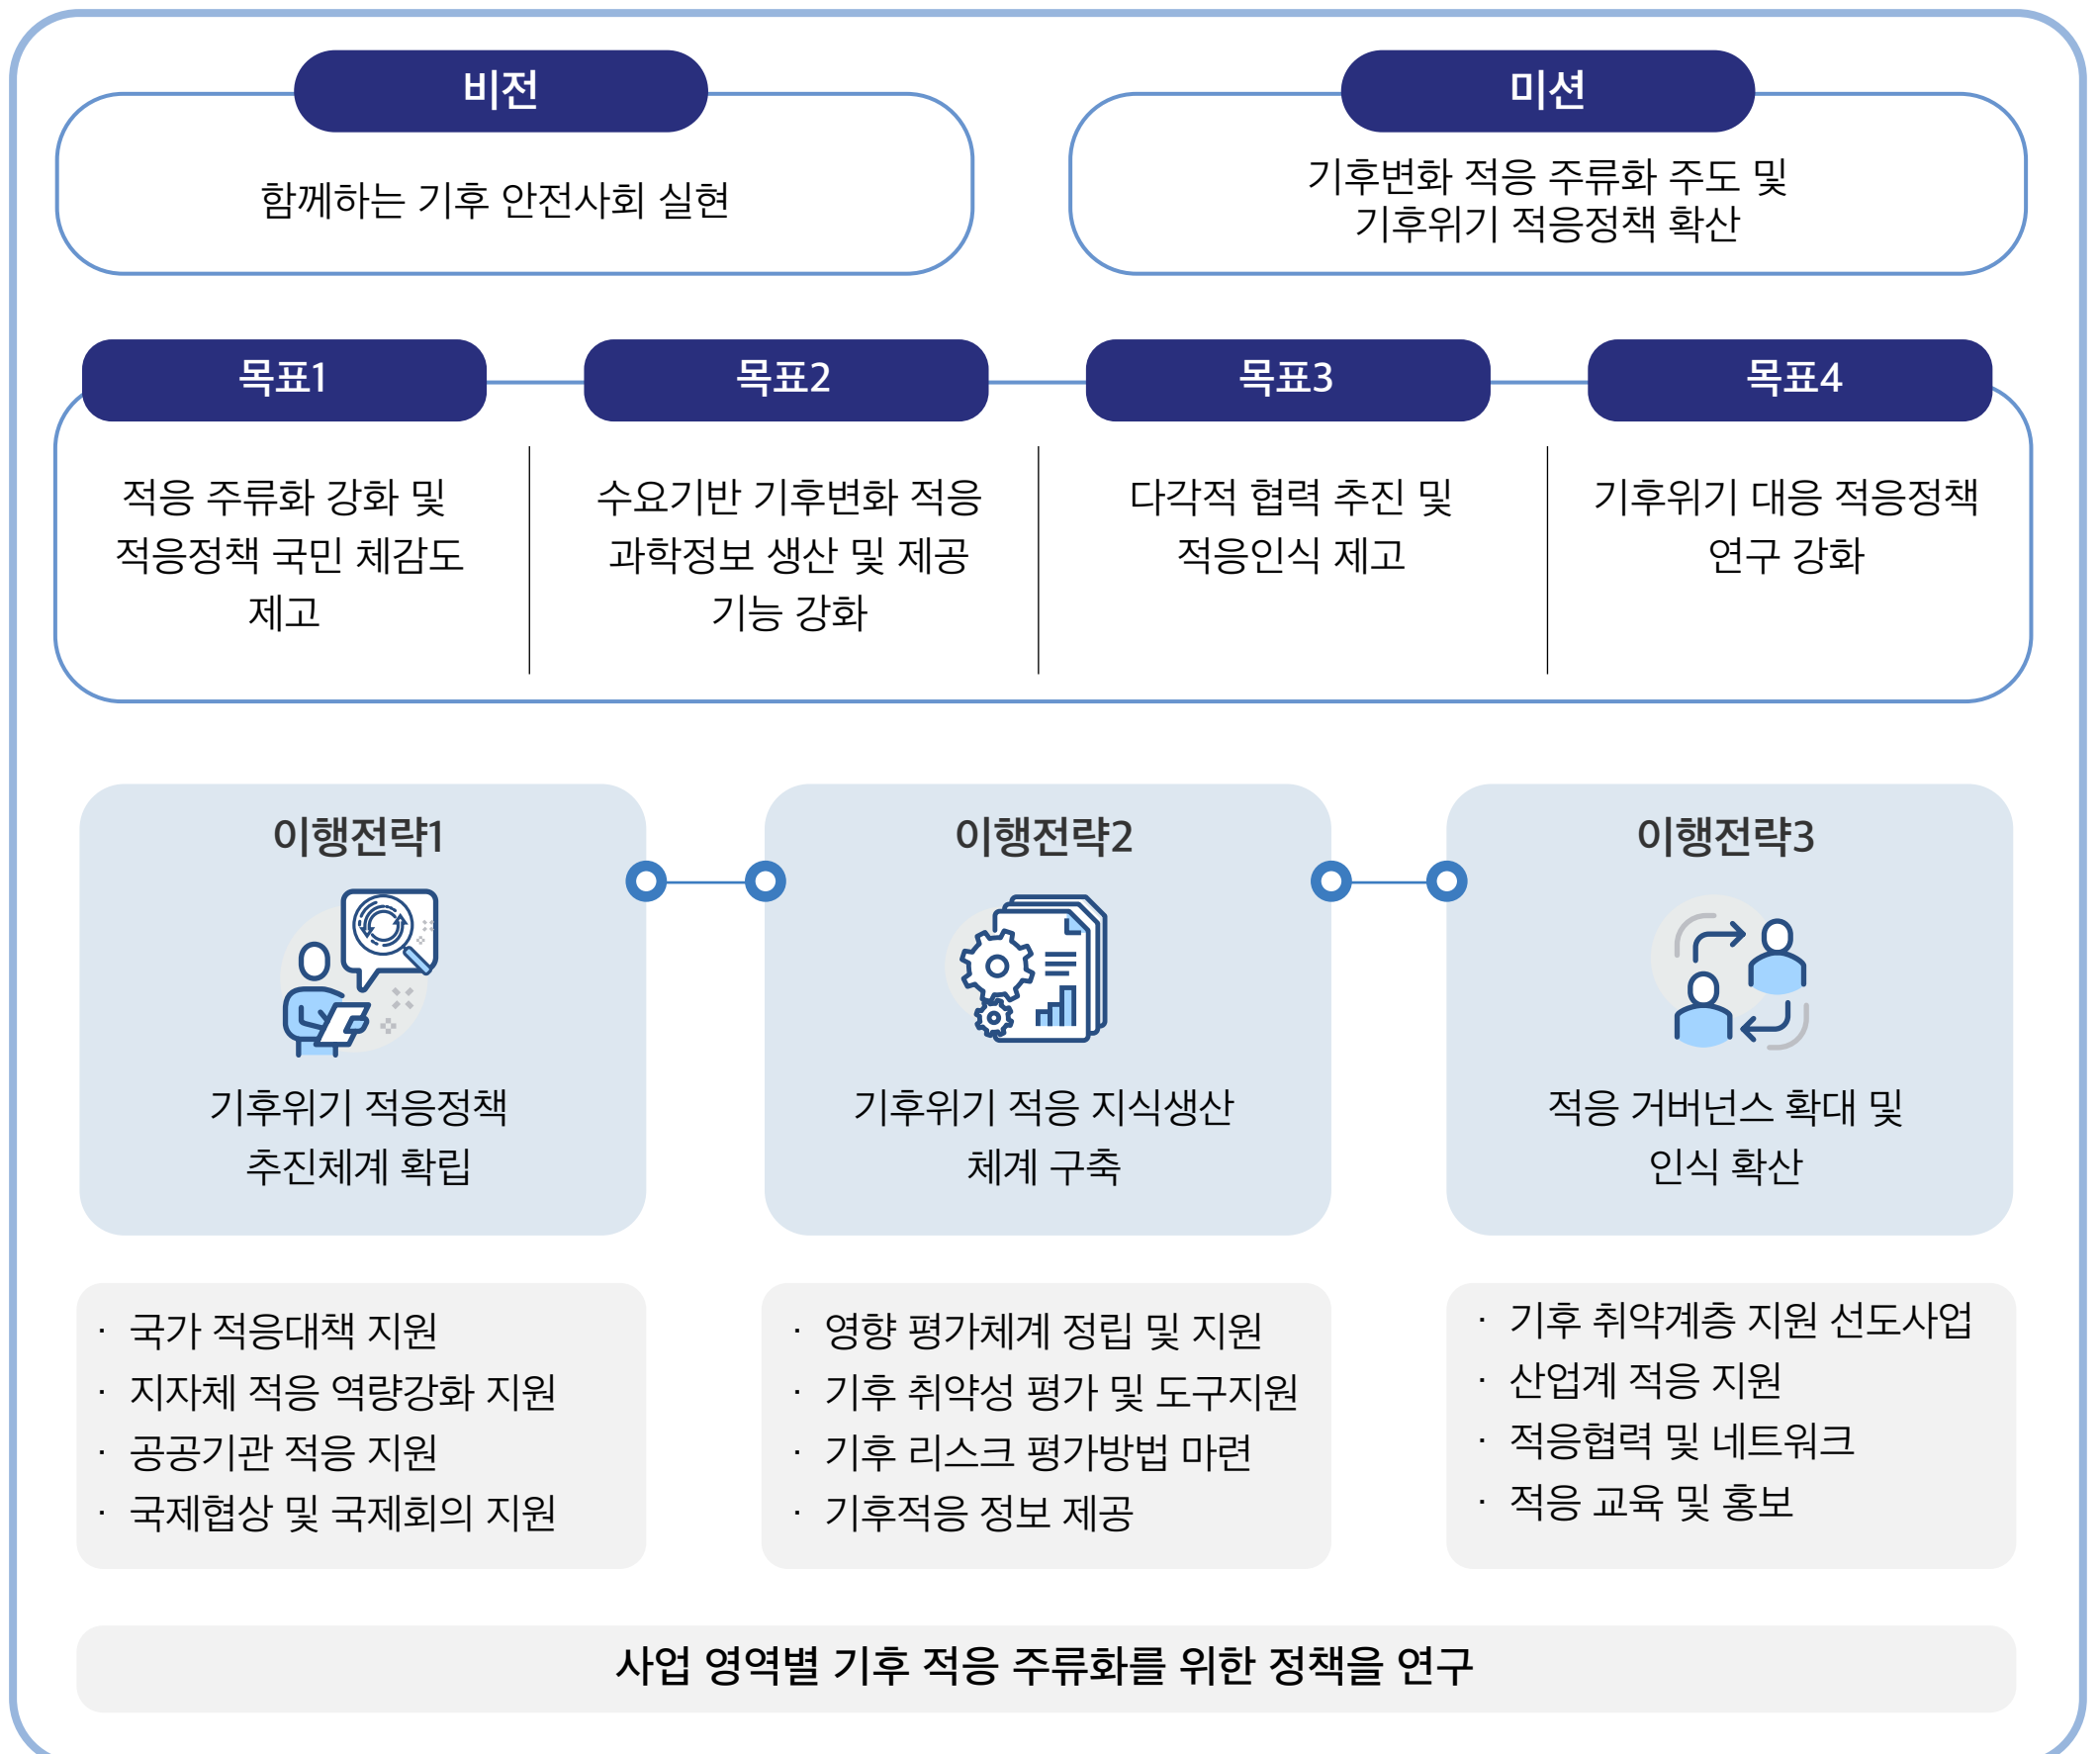 비전
함께하는 기후 안전사회 실현
미션
기후변화 적응 주류화 주도 및
기후위기 적응정책 확산
목표1
적응 주류화 강화 및
적응정책 국민 체감도
제고
목표2
수요기반 기후변화 적응
과학정보 생산 및 제공
기능 강화
목표3
다각적 협력 추진 및
적응인식 제고
목표4
기후위기 대응 적응정책
연구 강화
이행전략1
기후위기 적응정책
추진체계 확립
· 국가 적응대책 지원
· 지자체 적응 역량강화 지원
· 공공기관 적응 지원
· 국제협상 및 국제회의 지원
이행전략2
기후위기 적응 지식생산
체계 구축
· 영향 평가체계 정립 및 지원
· 기후 취약성 평가 및 도구지원
· 기후 리스크 평가방법 마련
· 기후적응 정보 제공
이행전략3
적응 거버넌스 확대 및
인식 확산
· 기후 취약계층 지원 선도사업
· 산업계 적응 지원
· 적응협력 및 네트워크
· 적응 교육 및 홍보
사업 영역별 기후 적응 주류화를 위한 정책을 연구